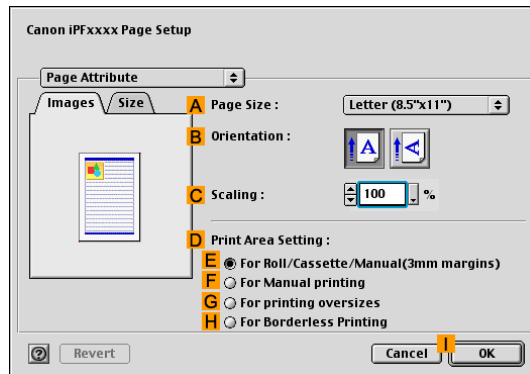 Canon iPFxxxx Page Setup
Page Attribute
Images Size
A Page Size : Letter (8.5"x11")
B Orientation : A A
C Scaling : 100 %
D Print Area Setting :
E For Roll/Cassette/Manual(3mm margins)
F For Manual printing
G For printing oversizes
H For Borderless Printing
? Revert Cancel I OK